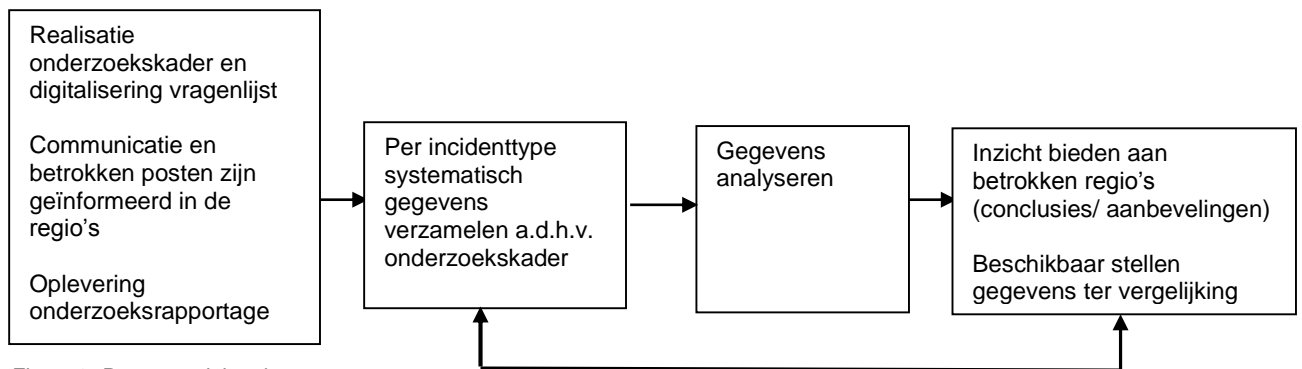 Realisatie
onderzoekskader en
digitalisering vragenlijst
Communicatie en
betrokken posten zijn
geïnformeerd in de
regio's
Oplevering
onderzoeksrapportage
Per incidenttype
systematisch
gegevens
verzamelen a.d.h.v.
onderzoekskader
Gegevens
analyseren
Inzicht bieden aan
betrokken regio's
(conclusies/ aanbevelingen)
Beschikbaar stellen
gegevens ter vergelijking